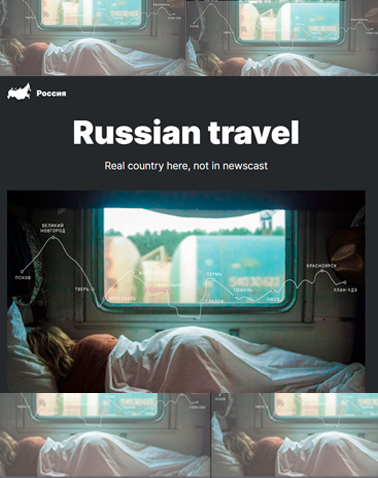 Россия
Russian travel
Real country here, not in newscast
ВЕЛИКИЙ
НОВГОРОД
ПСКОВ
ТВЕРЬ
ЯРОСЛАВЛЬ
ПЕРМЬ
КАЗАНЬ
ТЮМЕНЬ
ОМСК
КРАСНОЯРСК
УЛАН-УДЭ